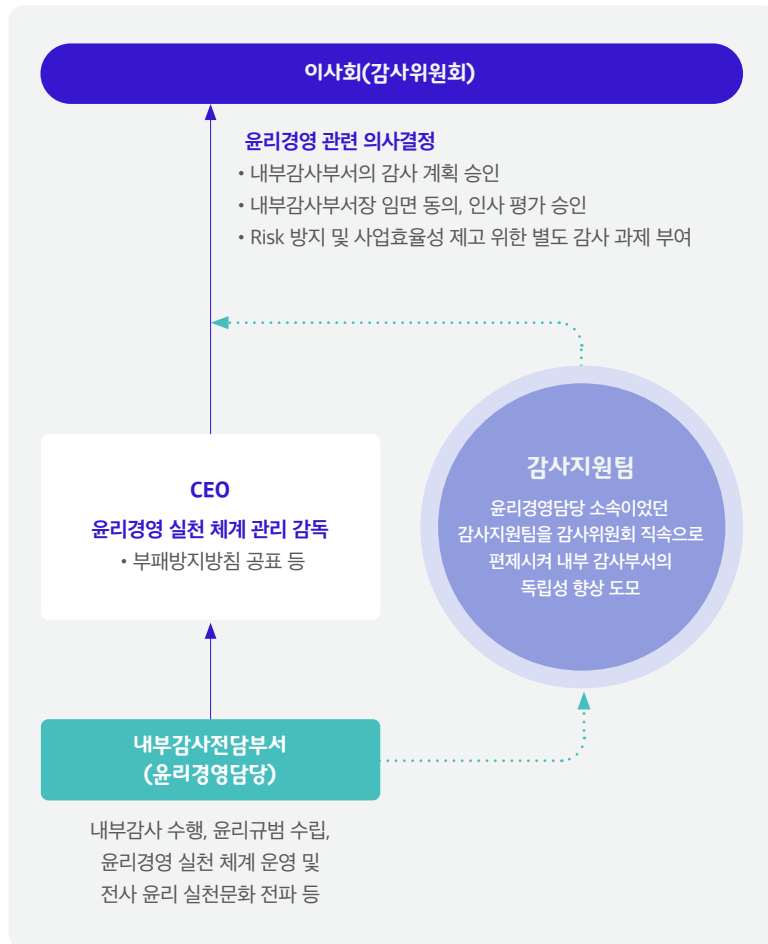 이사회(감사위원회)
윤리경영 관련 의사결정
• 내부감사부서의 감사 계획 승인
• 내부감사부서장 임면 동의, 인사 평가 승인
• Risk 방지 및 사업효율성 제고 위한 별도 감사 과제 부여
CEO
윤리경영 실천 체계 관리 감독
• 부패방지방침 공표 등
감사지원팀
윤리경영담당 소속이었던
감사지원팀을 감사위원회 직속으로
편제시켜 내부 감사부서의
독립성 향상 도모
내부감사전담부서
(윤리경영담당)
내부감사 수행, 윤리규범 수립,
윤리경영 실천 체계 운영 및
전사 윤리 실천문화 전파 등